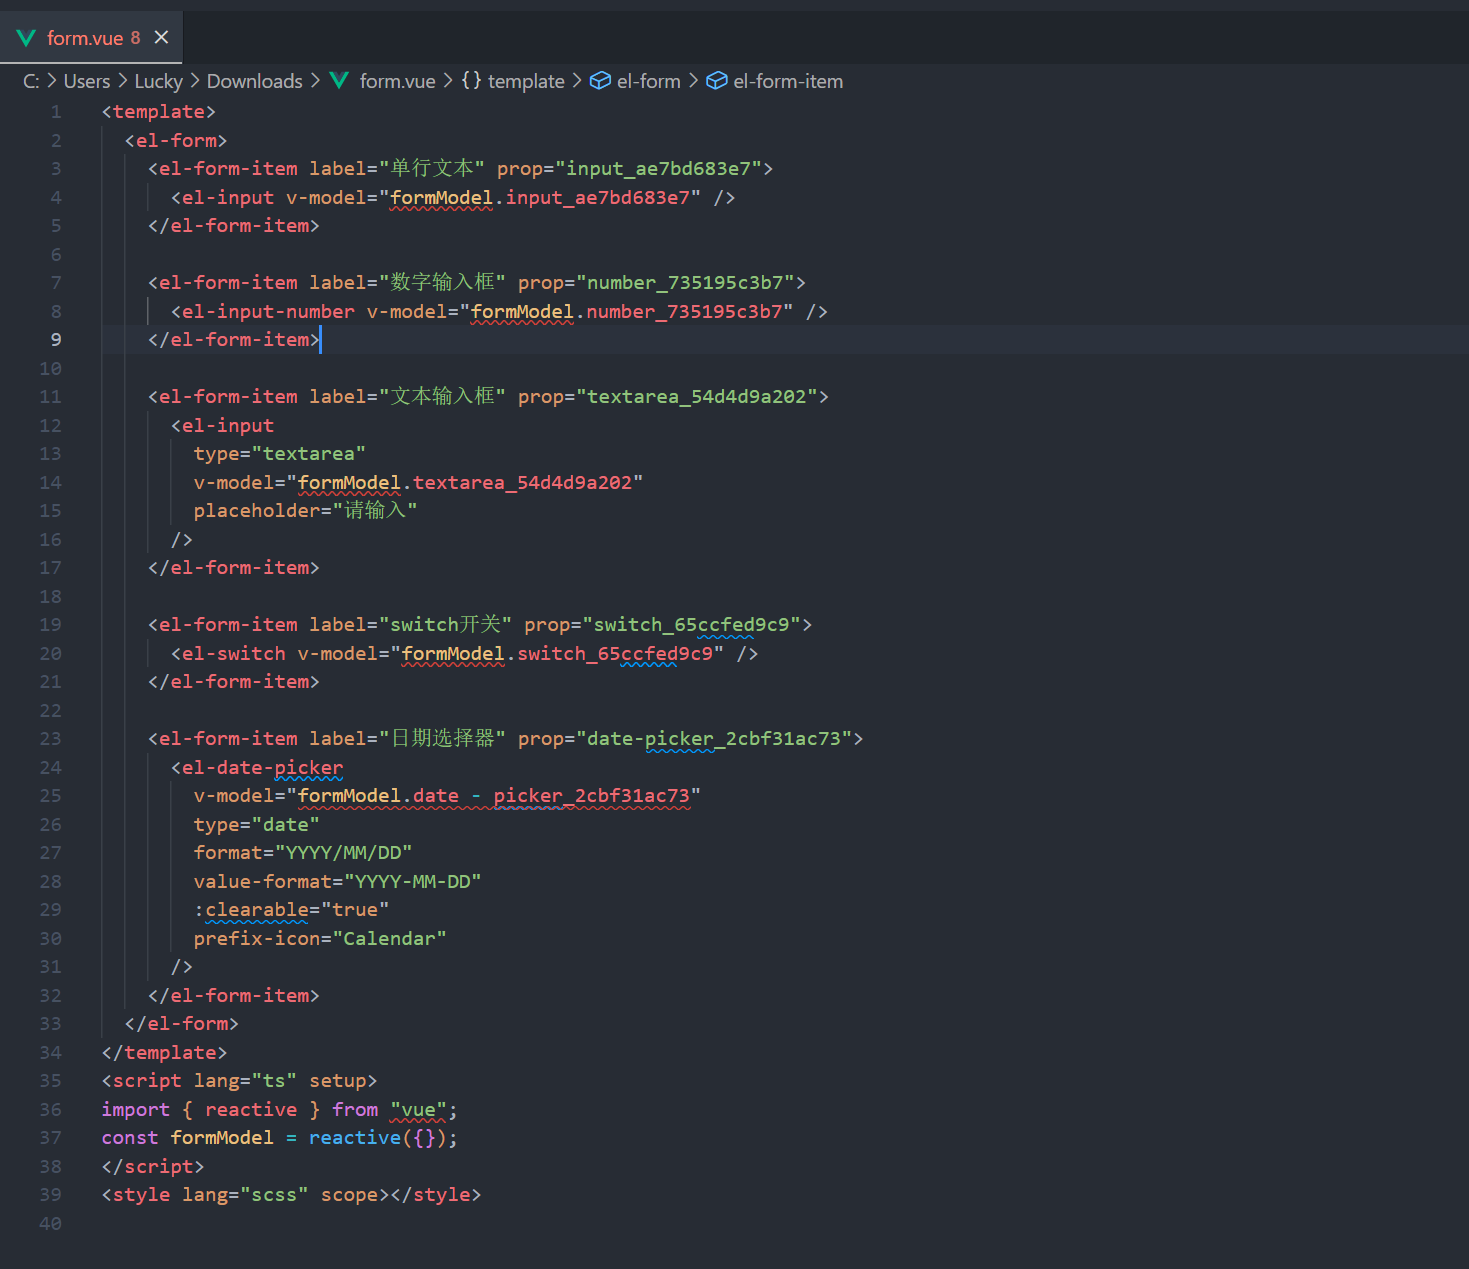 form.vue 8
C: > Users > Lucky > Downloads > form.vue > {} template > el-form > el-form-item
1 <template>
2 <el-form>
3 <el-form-item label="单行文本" prop="input_ae7bd683e7">
4 <el-input v-model="formModel.input_ae7bd683e7" />
5 </el-form-item>
6
7 <el-form-item label="数字输入框" prop="number_735195c3b7">
8 <el-input-number v-model="formModel.number_735195c3b7" />
9 </el-form-item>
10
11 <el-form-item label="文本输入框" prop="textarea_54d4d9a202">
12 <el-input
13 type="textarea"
14 v-model="formModel.textarea_54d4d9a202"
15 placeholder="请输入"
16 />
17 </el-form-item>
18
19 <el-form-item label="switch开关" prop="switch_65ccfed9c9">
20 <el-switch v-model="formModel.switch_65ccfed9c9" />
21 </el-form-item>
22
23 <el-form-item label="日期选择器" prop="date-picker_2cbf31ac73">
24 <el-date-picker
25 v-model="formModel.date - picker_2cbf31ac73"
26 type="date"
27 format="YYYY/MM/DD"
28 value-format="YYYY-MM-DD"
29 :clearable="true"
30 prefix-icon="Calendar"
31 />
32 </el-form-item>
33 </el-form>
34 </template>
35 <script lang="ts" setup>
36 import { reactive } from "vue";
37 const formModel = reactive({});
38 </script>
39 <style lang="scss" scope></style>
40